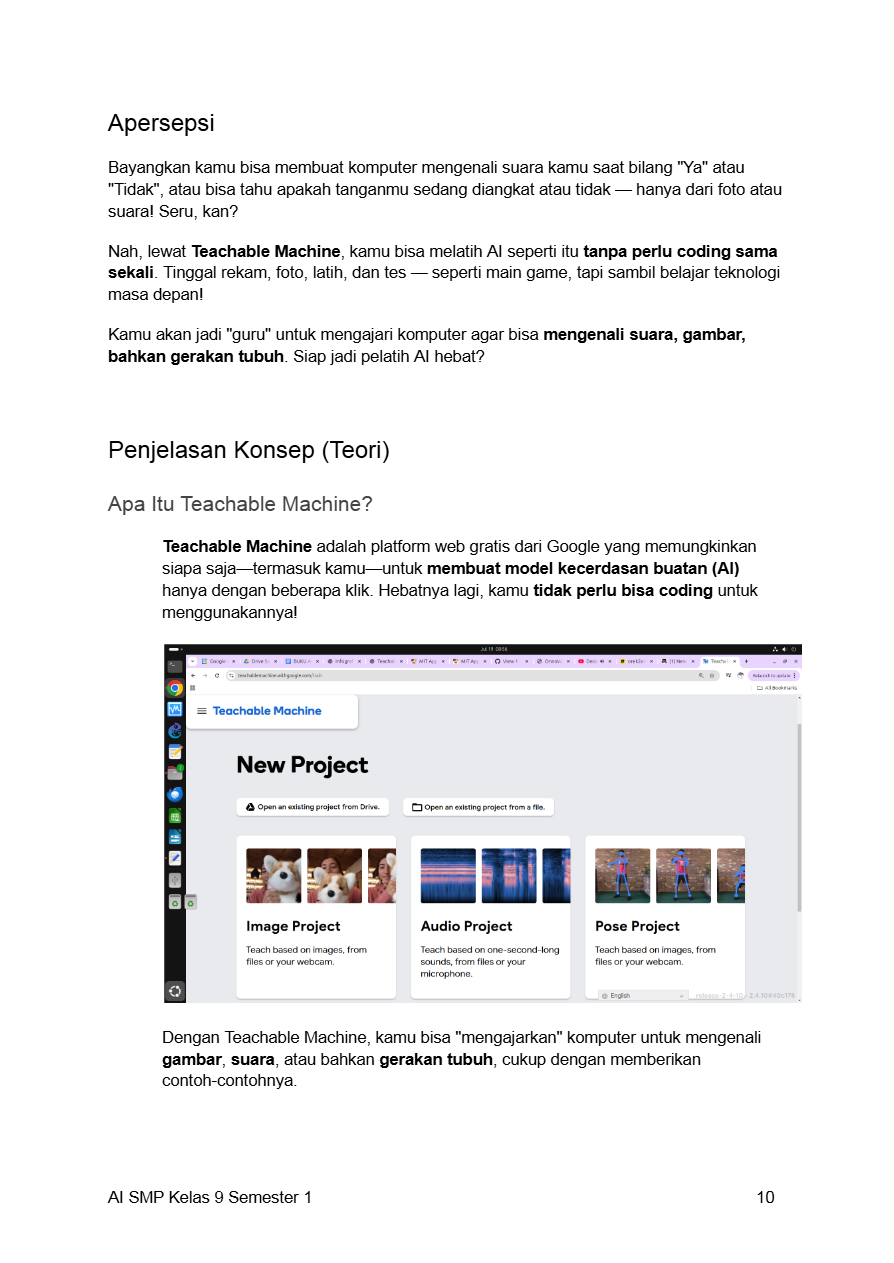 Apersepsi
Bayangkan kamu bisa membuat komputer mengenali suara kamu saat bilang "Ya" atau
"Tidak", atau bisa tahu apakah tanganmu sedang diangkat atau tidak — hanya dari foto atau
suara! Seru, kan?
Nah, lewat Teachable Machine, kamu bisa melatih AI seperti itu tanpa perlu coding sama
sekali. Tinggal rekam, foto, latih, dan tes — seperti main game, tapi sambil belajar teknologi
masa depan!
Kamu akan jadi "guru" untuk mengajari komputer agar bisa mengenali suara, gambar,
bahkan gerakan tubuh. Siap jadi pelatih AI hebat?
Penjelasan Konsep (Teori)
Apa Itu Teachable Machine?
Teachable Machine adalah platform web gratis dari Google yang memungkinkan
siapa saja—termasuk kamu—untuk membuat model kecerdasan buatan (AI)
hanya dengan beberapa klik. Hebatnya lagi, kamu tidak perlu bisa coding untuk
menggunakannya!
Relaunch to update
All Bookmarks
Teachable Machine
New Project
Open an existing project from Drive. Open an existing project from a file.
Image Project
Teach based on images, from
files or your webcam.
Audio Project
Teach based on one-second-long
sounds, from files or your
microphone.
Pose Project
Teach based on images, from
files or your webcam.
English
Dengan Teachable Machine, kamu bisa "mengajarkan" komputer untuk mengenali
gambar, suara, atau bahkan gerakan tubuh, cukup dengan memberikan
contoh-contohnya.
AI SMP Kelas 9 Semester 1 10